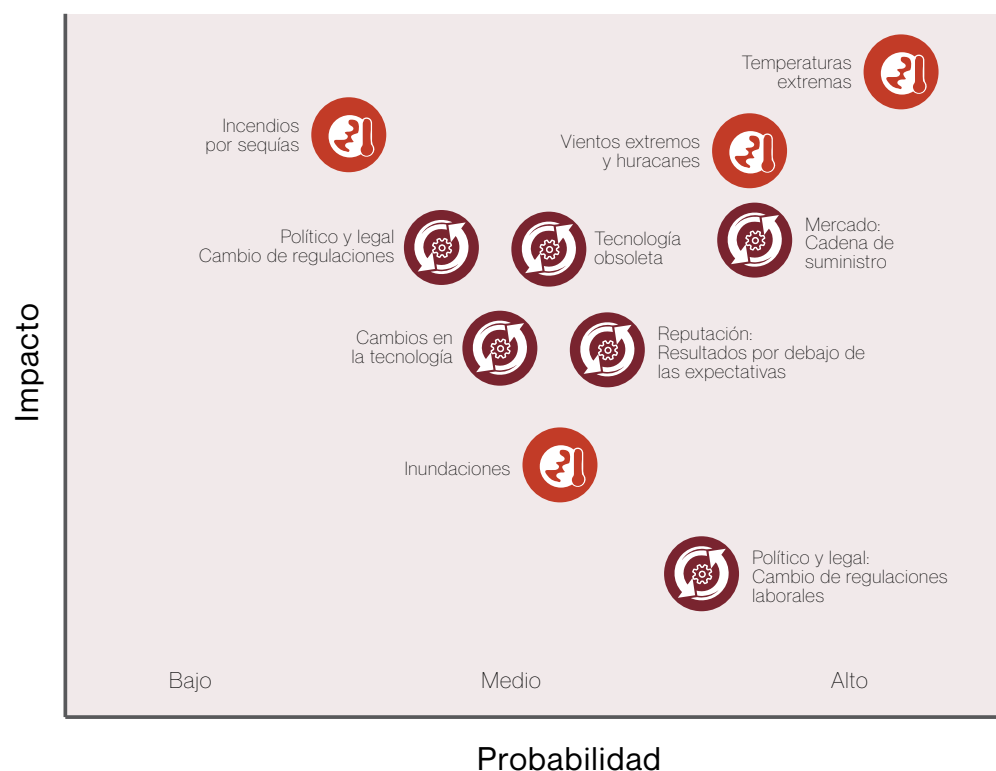 Temperaturas
extremas
Incendios
por sequías
Vientos extremos
y huracanes
Político y legal
Cambio de regulaciones
Tecnología
obsoleta
Mercado:
Cadena de
suministro
Cambios en
la tecnología
Reputación:
Resultados por debajo de
las expectativas
Inundaciones
Político y legal:
Cambio de regulaciones
laborales
Impacto
Bajo
Medio
Alto
Probabilidad